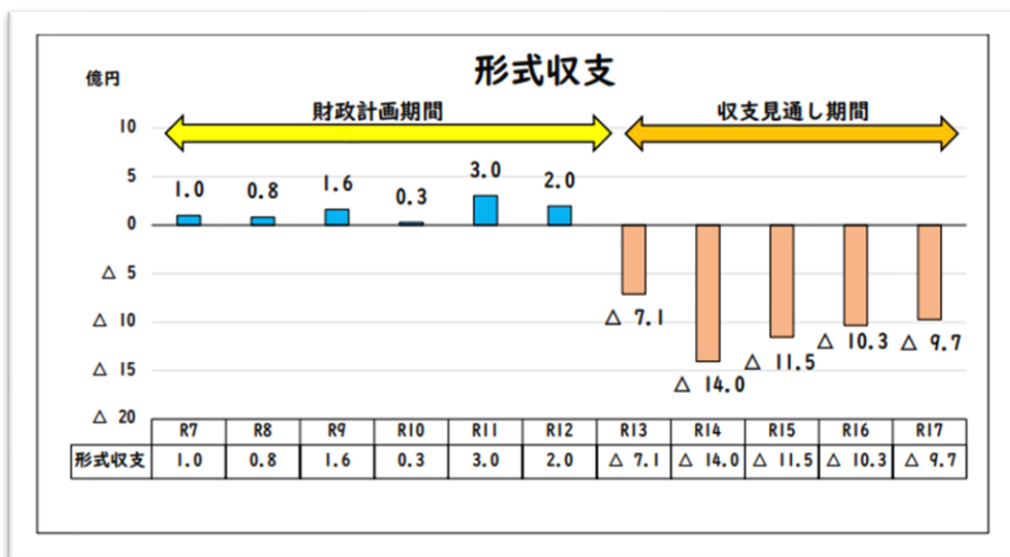 形式収支
億円
財政計画期間 収支見通し期間
10
5
0
△ 5
△ 10
△ 15
△ 20
1.0 0.8 1.6 0.3 3.0 2.0 △ 7.1 △ 14.0 △ 11.5 △ 10.3 △ 9.7
R7 R8 R9 R10 R11 R12 R13 R14 R15 R16 R17
形式収支 1.0 0.8 1.6 0.3 3.0 2.0 △ 7.1 △ 14.0 △ 11.5 △ 10.3 △ 9.7